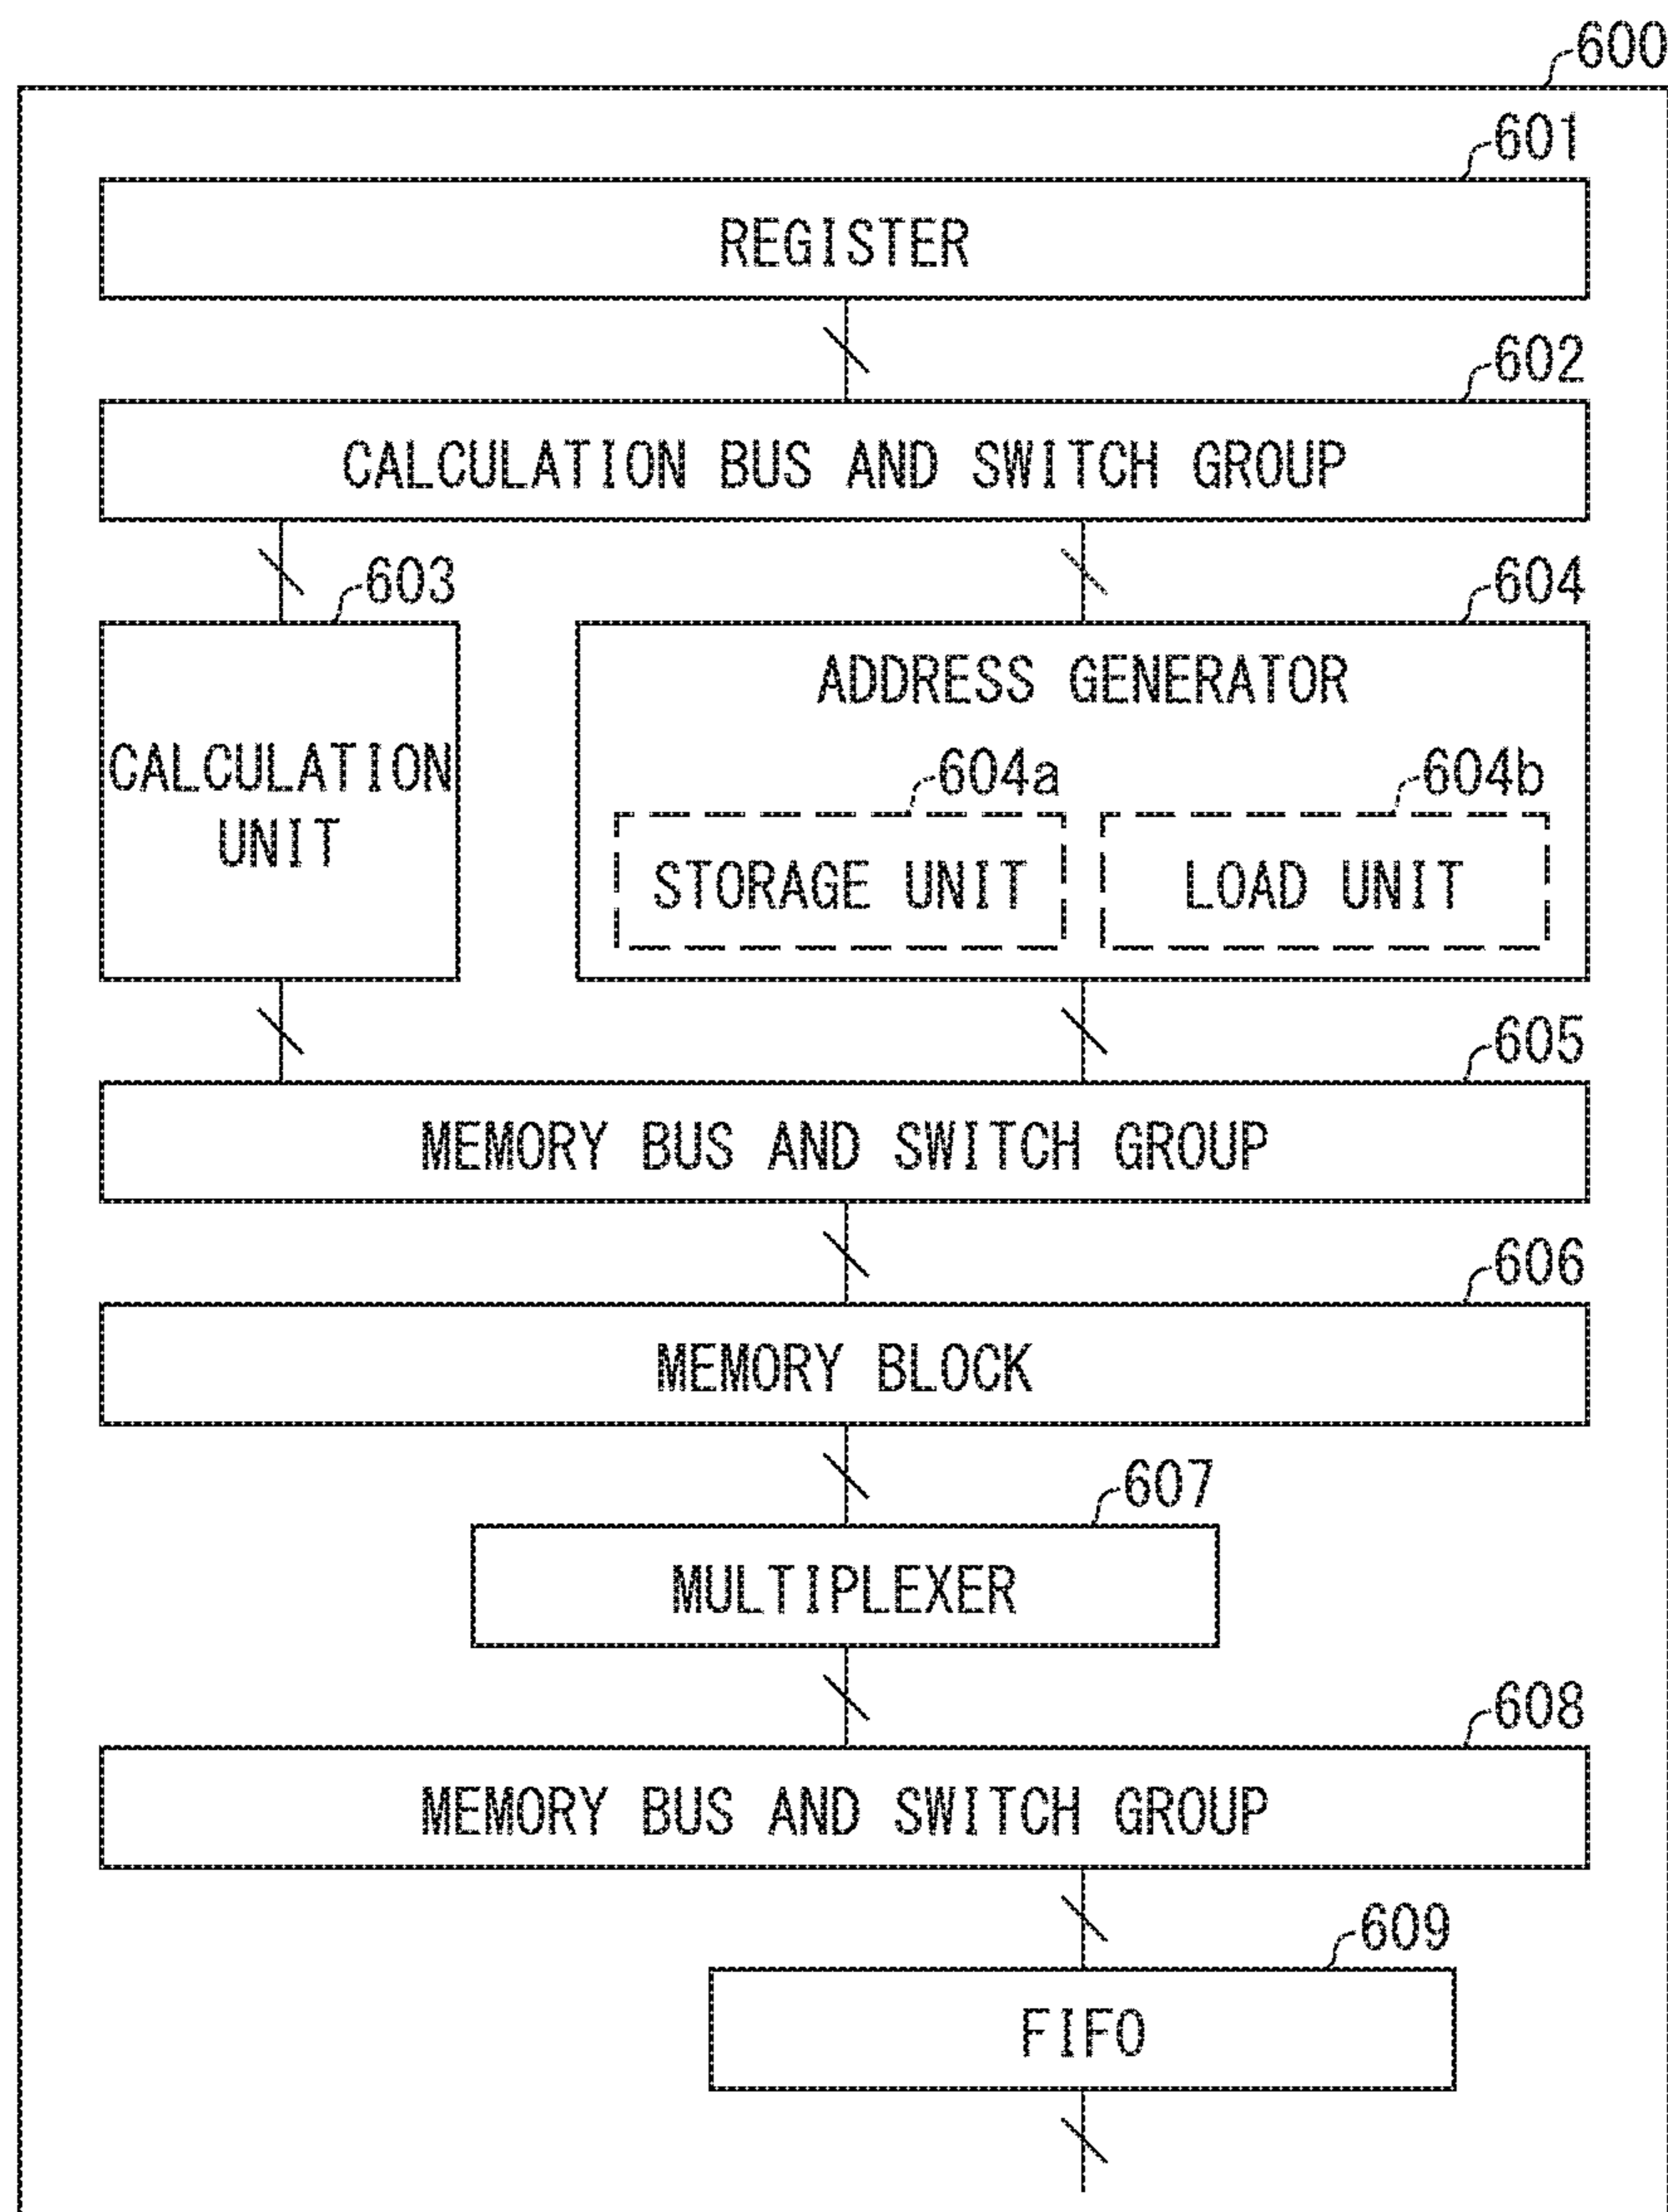 600
601
REGISTER
602
CALCULATION BUS AND SWITCH GROUP
603
604
ADDRESS GENERATOR
CALCULATION
UNIT
604a
604b
STORAGE UNIT
LOAD UNIT
605
MEMORY BUS AND SWITCH GROUP
606
MEMORY BLOCK
607
MULTIPLEXER
608
MEMORY BUS AND SWITCH GROUP
609
FIFO